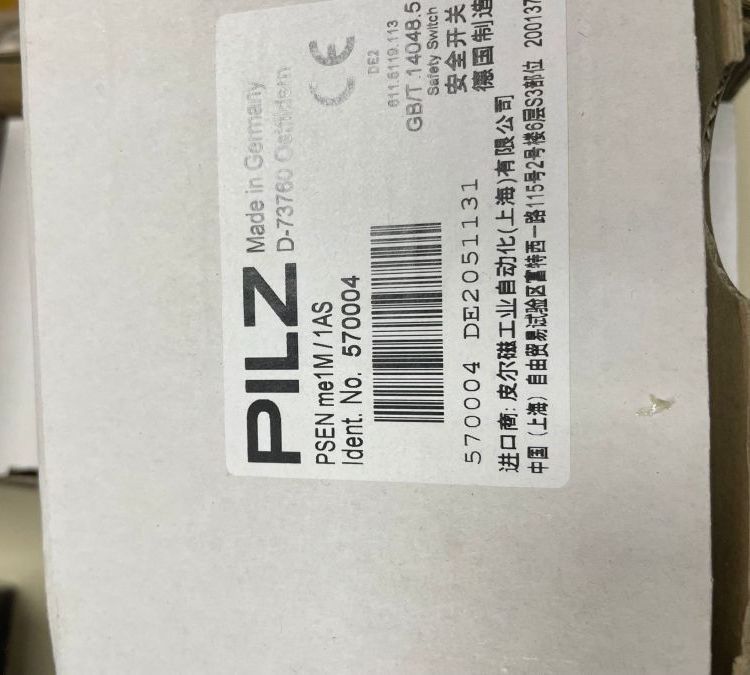 PILZ
Made in Germany
D-73760 Ostfildern
PSEN me1M / 1AS
Ident. No. 570004
DE2
611.6119.113
GB/T 14048.5
Safety Switch
安全开关
德国制造
570004 DE2051131
进口商: 皮尔磁工业自动化(上海)有限公司
中国 (上海) 自由贸易试验区富特西一路115号2号楼6层S3部位 200137
CE